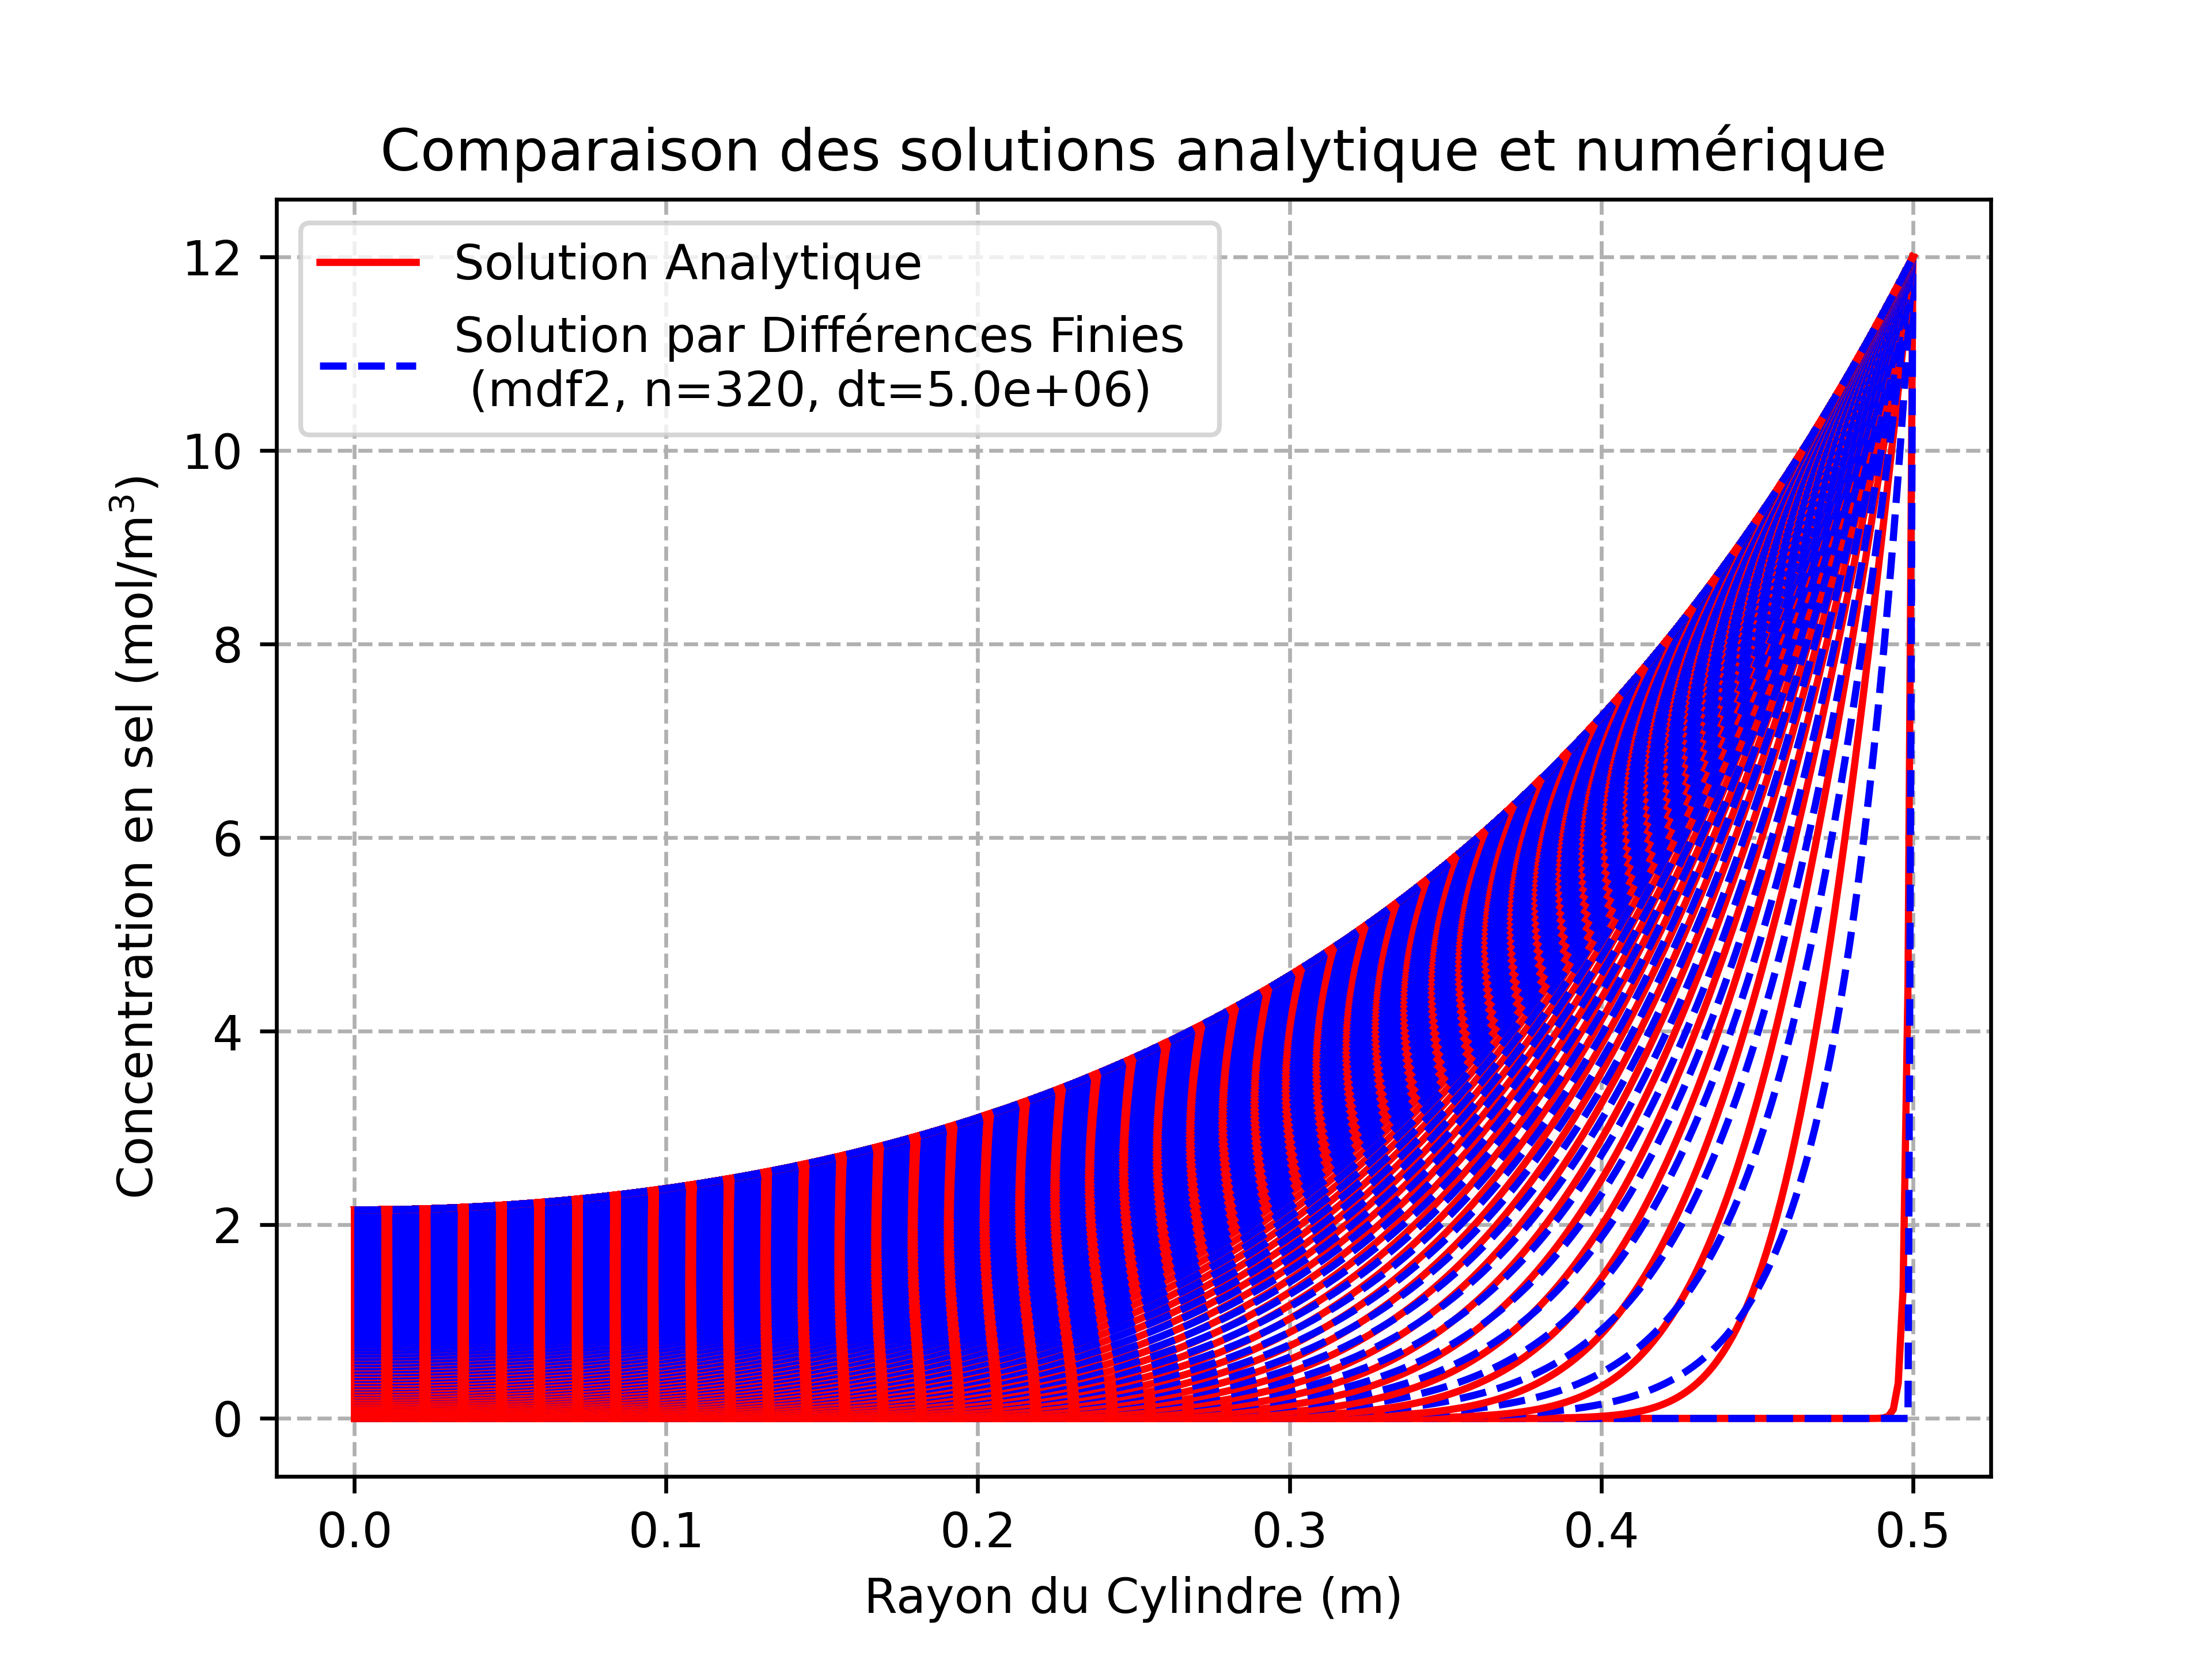 Comparaison des solutions analytique et numérique
Solution Analytique
Solution par Différences Finies
(mdf2, n=320, dt=5.0e+06)
Concentration en sel (mol/m³)
12
10
8
6
4
2
0
0.0 0.1 0.2 0.3 0.4 0.5
Rayon du Cylindre (m)